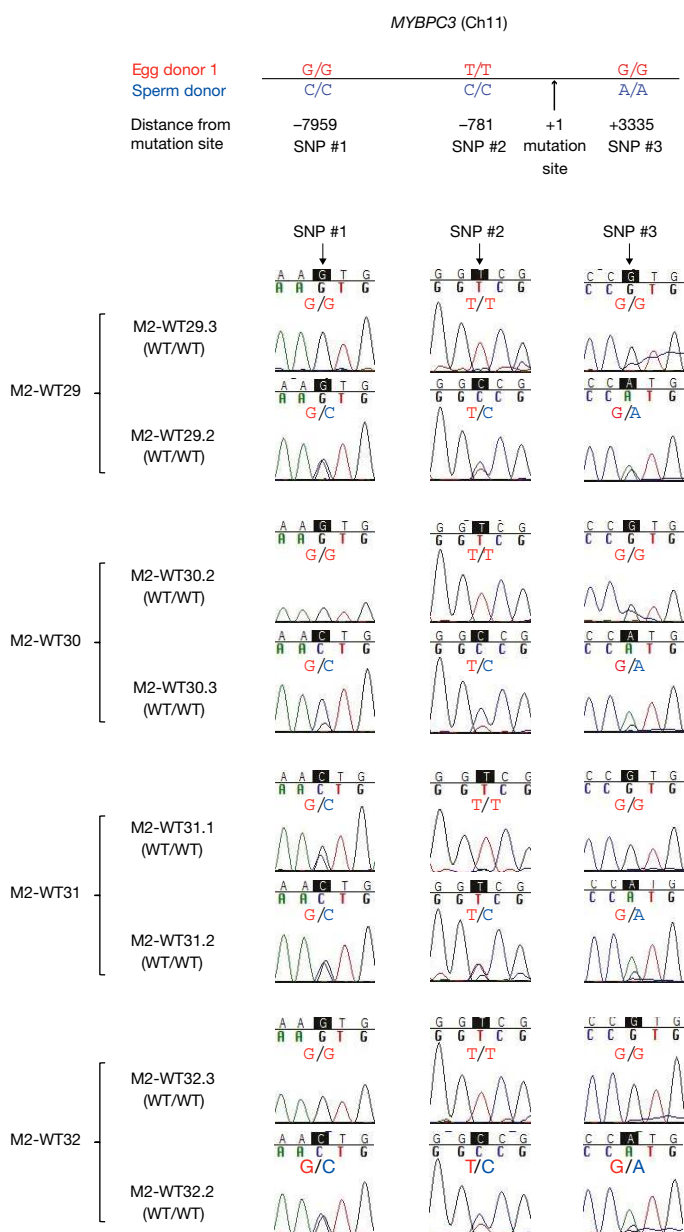 MYBPC3 (Ch11)
Egg donor 1 G/G T/T G/G
Sperm donor C/C C/C A/A
Distance from mutation site −7959 −781 +1 +3335
SNP #1 SNP #2 mutation site SNP #3
SNP #1 SNP #2 SNP #3
A A G T G G G T C G C C G T G
A A G T G G G T C G C C G T G
G/G T/T G/G
M2-WT29
M2-WT29.3
(WT/WT)
A A G T G G G C C G C C A T G
A A G T G G G C C G C C A T G
G/C T/C G/A
M2-WT29.2
(WT/WT)
A A G T G G G T C G C C G T G
A A G T G G G T C G C C G T G
G/G T/T G/G
M2-WT30
M2-WT30.2
(WT/WT)
A A C T G G G C C G C C A T G
A A C T G G G C C G C C A T G
G/C T/C G/A
M2-WT30.3
(WT/WT)
A A C T G G G T C G C C G T G
A A C T G G G T C G C C G T G
G/C T/T G/G
M2-WT31
M2-WT31.1
(WT/WT)
A A C T G G G T C G C C A T G
A A C T G G G T C G C C A T G
G/C T/C G/A
M2-WT31.2
(WT/WT)
A A G T G G G T C G C C G T G
A A G T G G G T C G C C G T G
G/G T/T G/G
M2-WT32
M2-WT32.3
(WT/WT)
A A C T G G G C C G C C A T G
A A C T G G G C C G C C A T G
G/C T/C G/A
M2-WT32.2
(WT/WT)